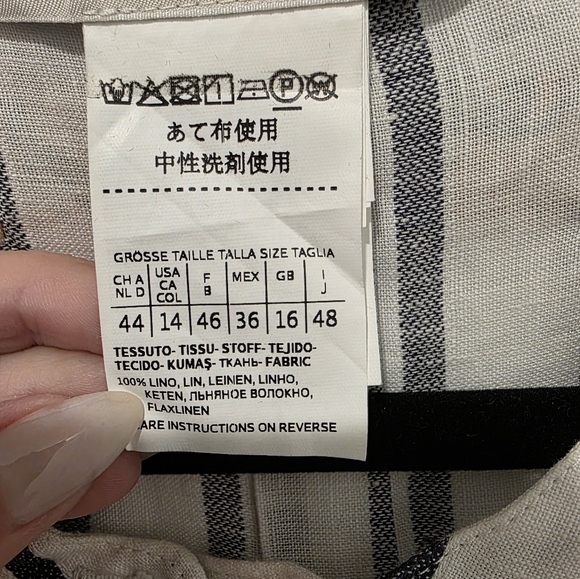 P W
あて布使用
中性洗剤使用
GRÖSSE TAILLE TALLA SIZE TAGLIA
CH A NL D USA CA COL F B MEX GB I J
44 14 46 36 16 48
TESSUTO- TISSU- STOFF- TEJIDO-
TECIDO- KUMAŞ- ТКАНЬ- FABRIC
100% LINO, LIN, LEINEN, LINHO,
KETEN, ЛЬНЯНОЕ ВОЛОКНО,
FLAXLINEN
ARE INSTRUCTIONS ON REVERSE